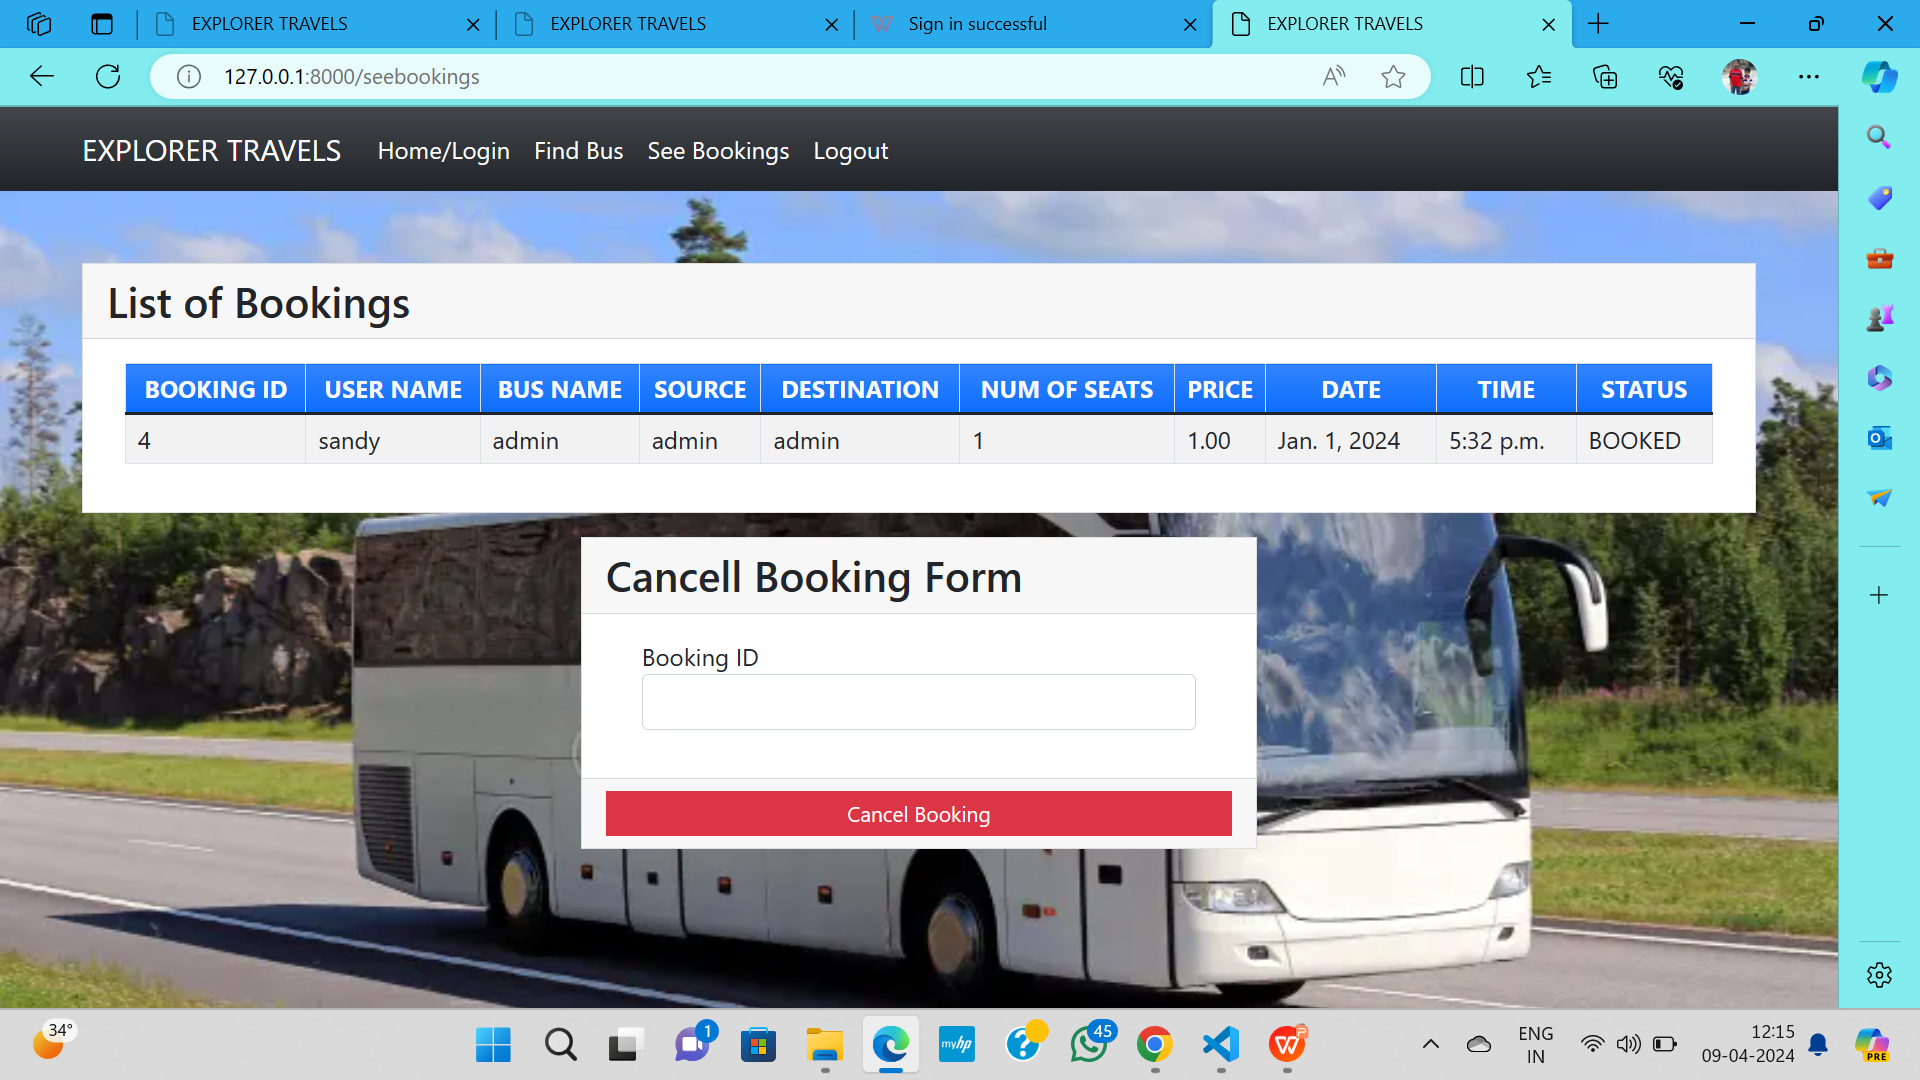 EXPLORER TRAVELS
EXPLORER TRAVELS
Sign in successful
EXPLORER TRAVELS
127.0.0.1:8000/seebookings
EXPLORER TRAVELS Home/Login Find Bus See Bookings Logout
List of Bookings
BOOKING ID USER NAME BUS NAME SOURCE DESTINATION NUM OF SEATS PRICE DATE TIME STATUS
4 sandy admin admin admin 1 1.00 Jan. 1, 2024 5:32 p.m. BOOKED
Cancell Booking Form
Booking ID
Cancel Booking
34°
1
myhp
45
ENG
IN
12:15
09-04-2024
PRE